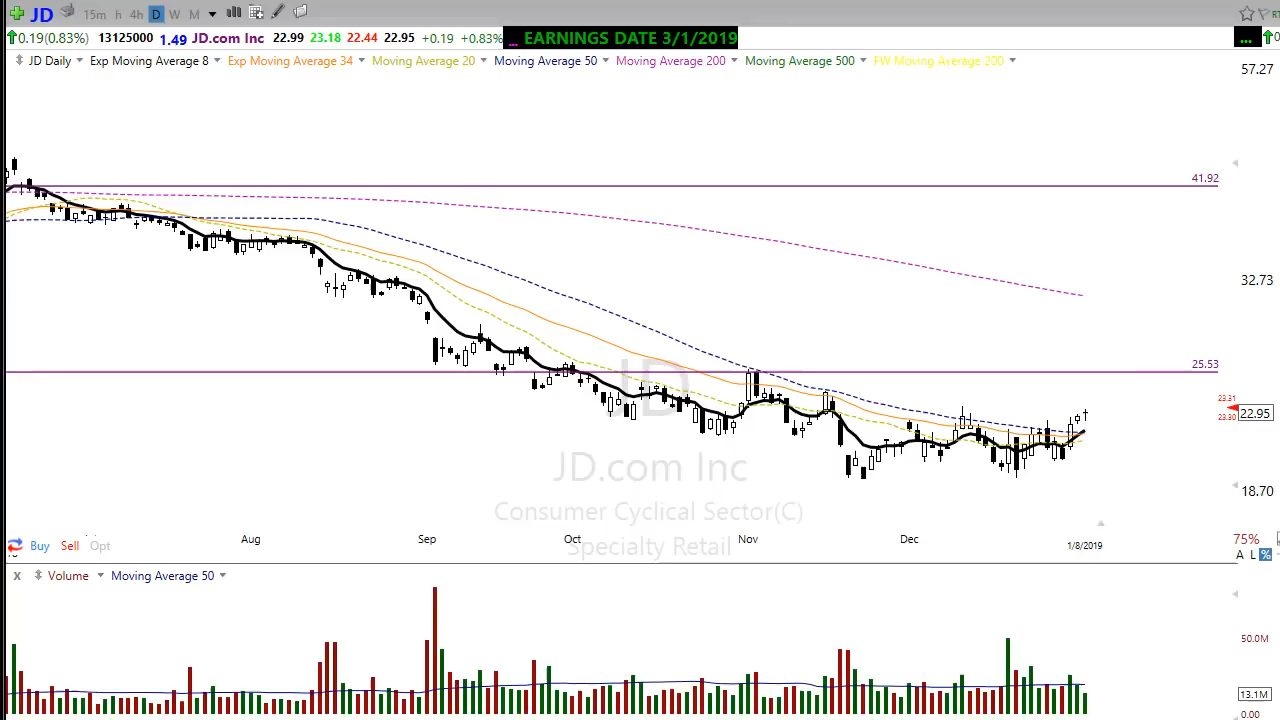 JD 15m h 4h D W M
0.19(0.83%) 13125000 1.49 JD.com Inc 22.99 23.18 22.44 22.95 +0.19 +0.83% ... EARNINGS DATE 3/1/2019 ...
JD Daily Exp Moving Average 8 Exp Moving Average 34 Moving Average 20 Moving Average 50 Moving Average 200 Moving Average 500 FW Moving Average 200
57.27
41.92
32.73
25.53
23.31
22.95
23.30
JD
JD.com Inc
18.70
Consumer Cyclical Sector(C)
Aug Sep Oct Nov Dec 1/8/2019 75%
Buy Sell Opt Specialty Retail
A L %
x Volume Moving Average 50
50.0M
13.1M
0.00